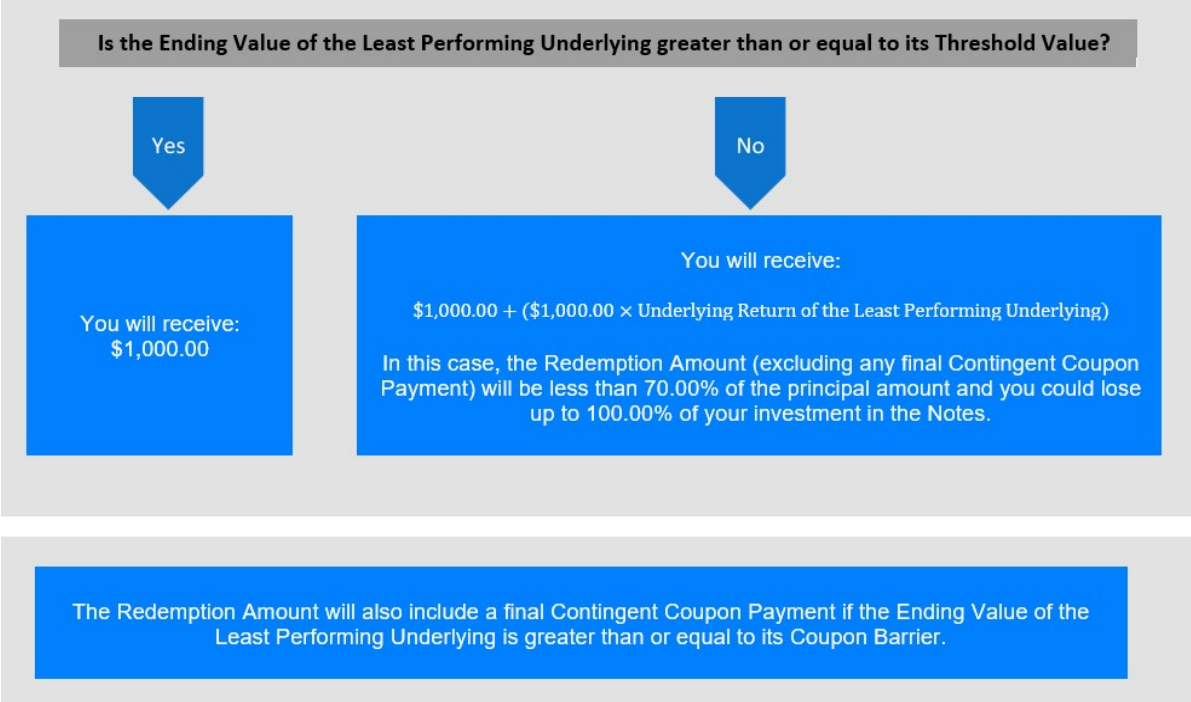 Is the Ending Value of the Least Performing Underlying greater than or equal to its Threshold Value?
Yes
No
You will receive:
$1,000.00
You will receive:
$1,000.00 + ($1,000.00 × Underlying Return of the Least Performing Underlying)
In this case, the Redemption Amount (excluding any final Contingent Coupon
Payment) will be less than 70.00% of the principal amount and you could lose
up to 100.00% of your investment in the Notes.
The Redemption Amount will also include a final Contingent Coupon Payment if the Ending Value of the
Least Performing Underlying is greater than or equal to its Coupon Barrier.